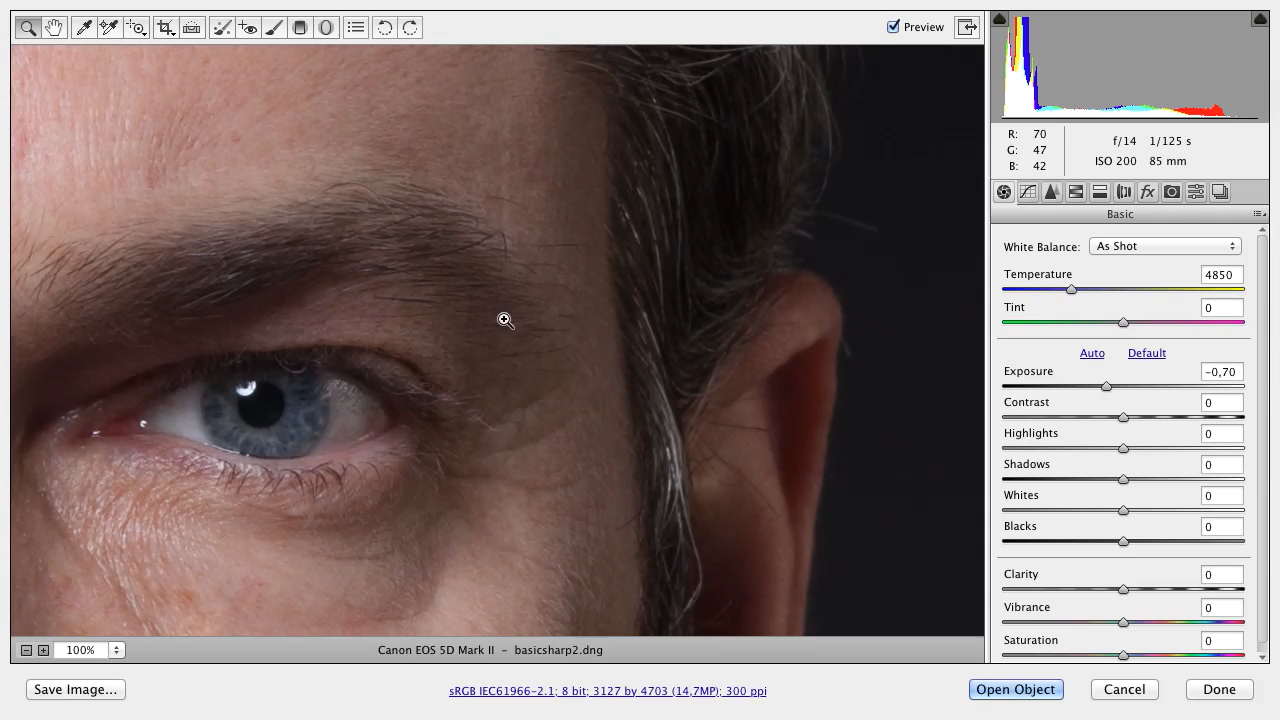 Preview
R: 70
G: 47
B: 42
f/14 1/125 s
ISO 200 85 mm
fx
Basic
White Balance: As Shot
Temperature 4850
Tint 0
Auto Default
Exposure -0,70
Contrast 0
Highlights 0
Shadows 0
Whites 0
Blacks 0
Clarity 0
Vibrance 0
Saturation 0
100%
Canon EOS 5D Mark II – basicsharp2.dng
Save Image...
sRGB IEC61966-2.1; 8 bit; 3127 by 4703 (14,7MP); 300 ppi
Open Object
Cancel
Done